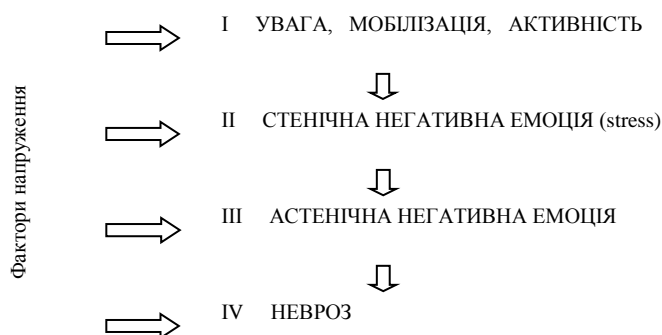 Фактори напруження
I УВАГА, МОБІЛІЗАЦІЯ, АКТИВНІСТЬ
II СТЕНІЧНА НЕГАТИВНА ЕМОЦІЯ (stress)
III АСТЕНІЧНА НЕГАТИВНА ЕМОЦІЯ
IV НЕВРОЗ